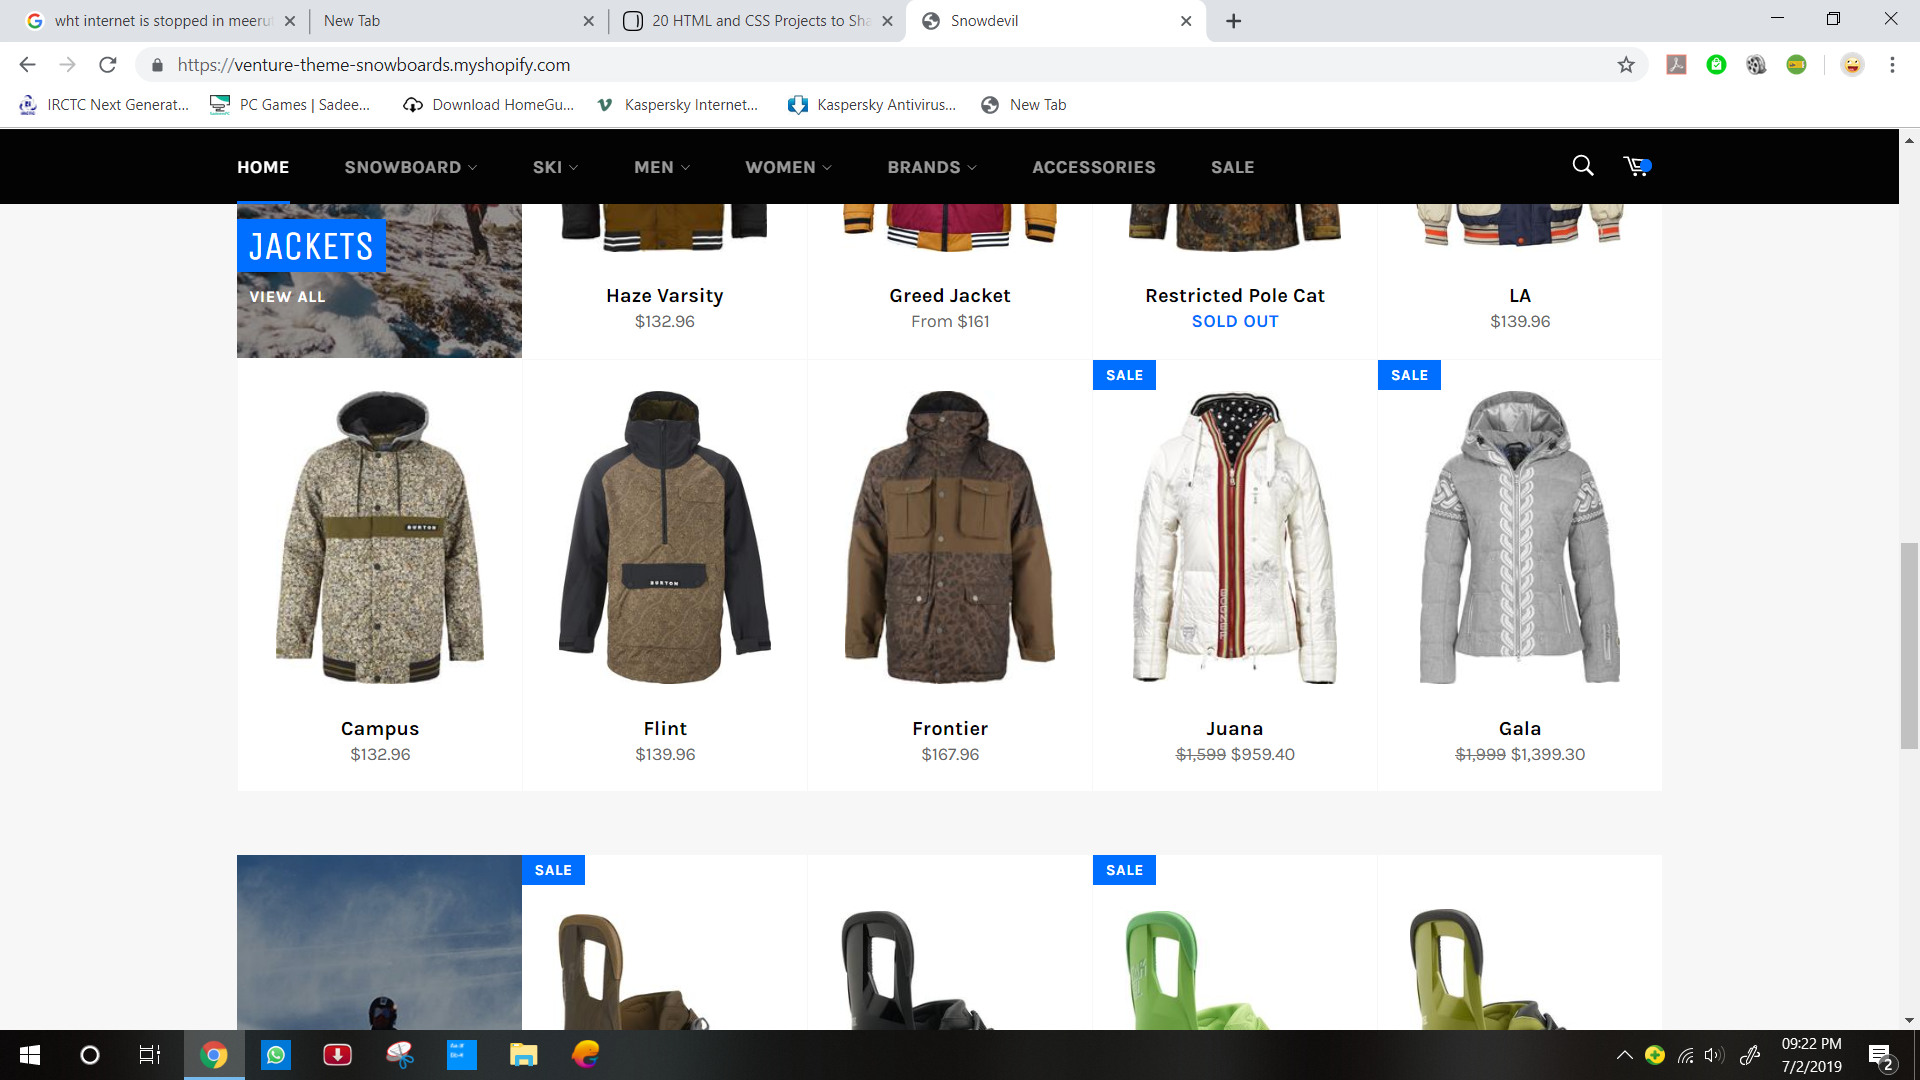 wht internet is stopped in meeru
New Tab
20 HTML and CSS Projects to Sha
Snowdevil
https://venture-theme-snowboards.myshopify.com
IRCTC Next Generat...
PC Games | Sadee...
Download HomeGu...
Kaspersky Internet...
Kaspersky Antivirus...
New Tab
HOME
SNOWBOARD
SKI
MEN
WOMEN
BRANDS
ACCESSORIES
SALE
JACKETS
VIEW ALL
Haze Varsity
$132.96
Greed Jacket
From $161
Restricted Pole Cat
SOLD OUT
LA
$139.96
SALE
SALE
BURTON
BURTON
Campus
$132.96
Flint
$139.96
Frontier
$167.96
Juana
$1,599 $959.40
Gala
$1,999 $1,399.30
SALE
SALE
09:22 PM
7/2/2019
2